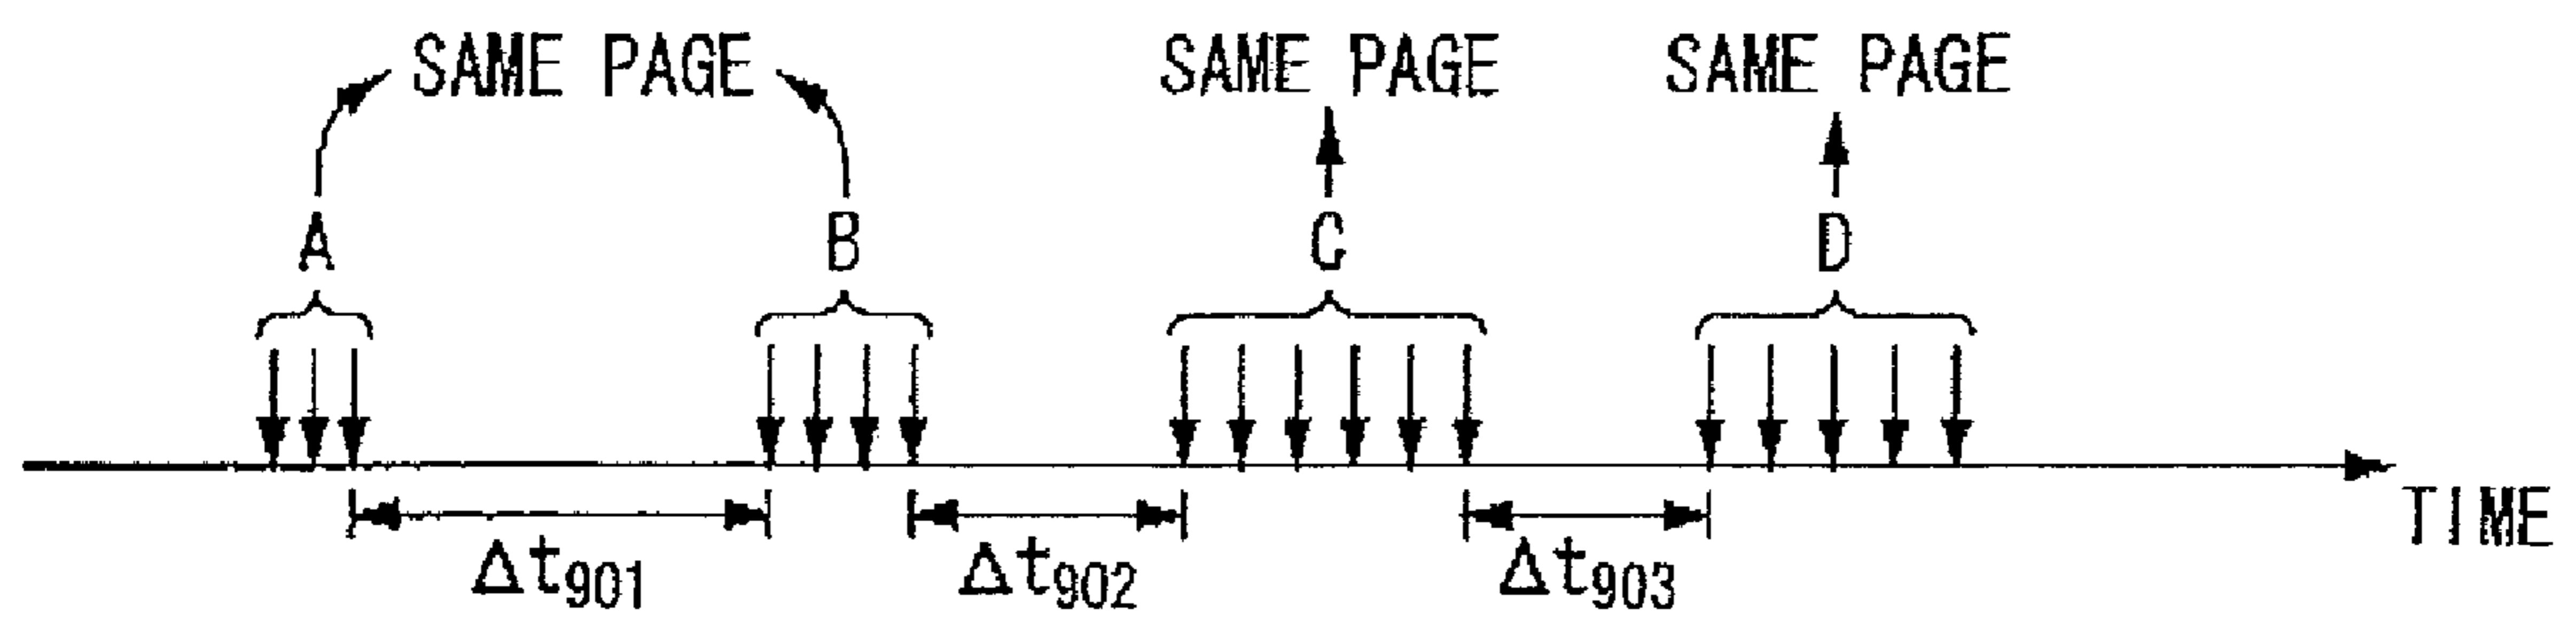 SAME PAGE SAME PAGE SAME PAGE
A B C D
TIME
Δt901 Δt902 Δt903